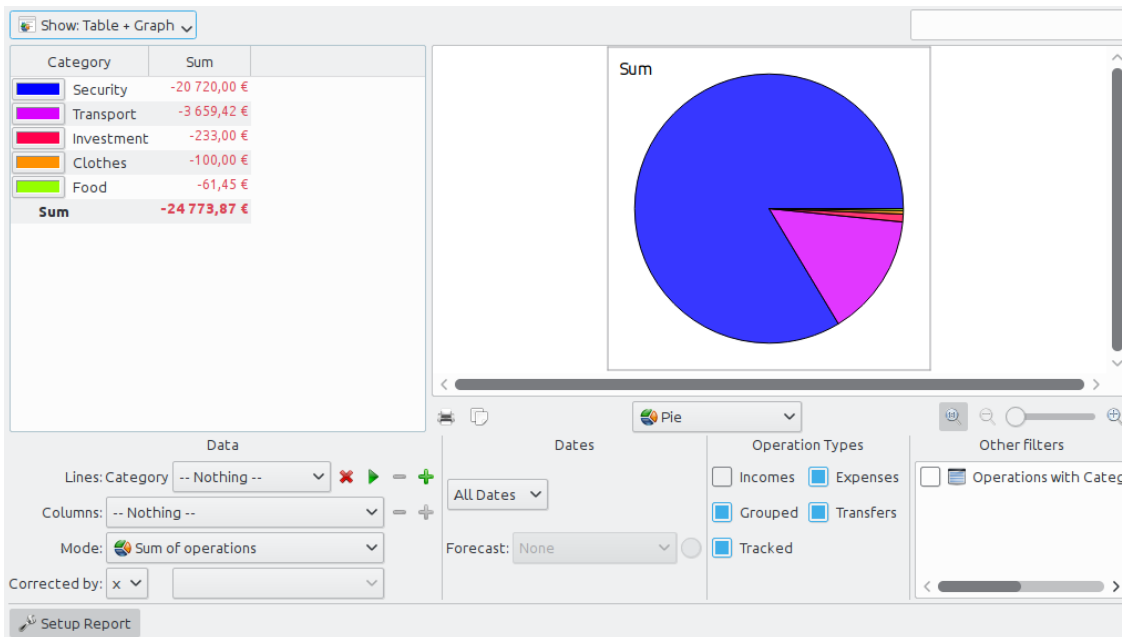 Show: Table + Graph
Category Sum
Security -20 720,00 €
Transport -3 659,42 €
Investment -233,00 €
Clothes -100,00 €
Food -61,45 €
Sum -24 773,87 €
Sum
Pie
Data
Lines: Category -- Nothing --
Columns: -- Nothing --
Mode: Sum of operations
Corrected by: x
Dates
All Dates
Forecast: None
Operation Types
Incomes Expenses
Grouped Transfers
Tracked
Other filters
Operations with Categ
Setup Report